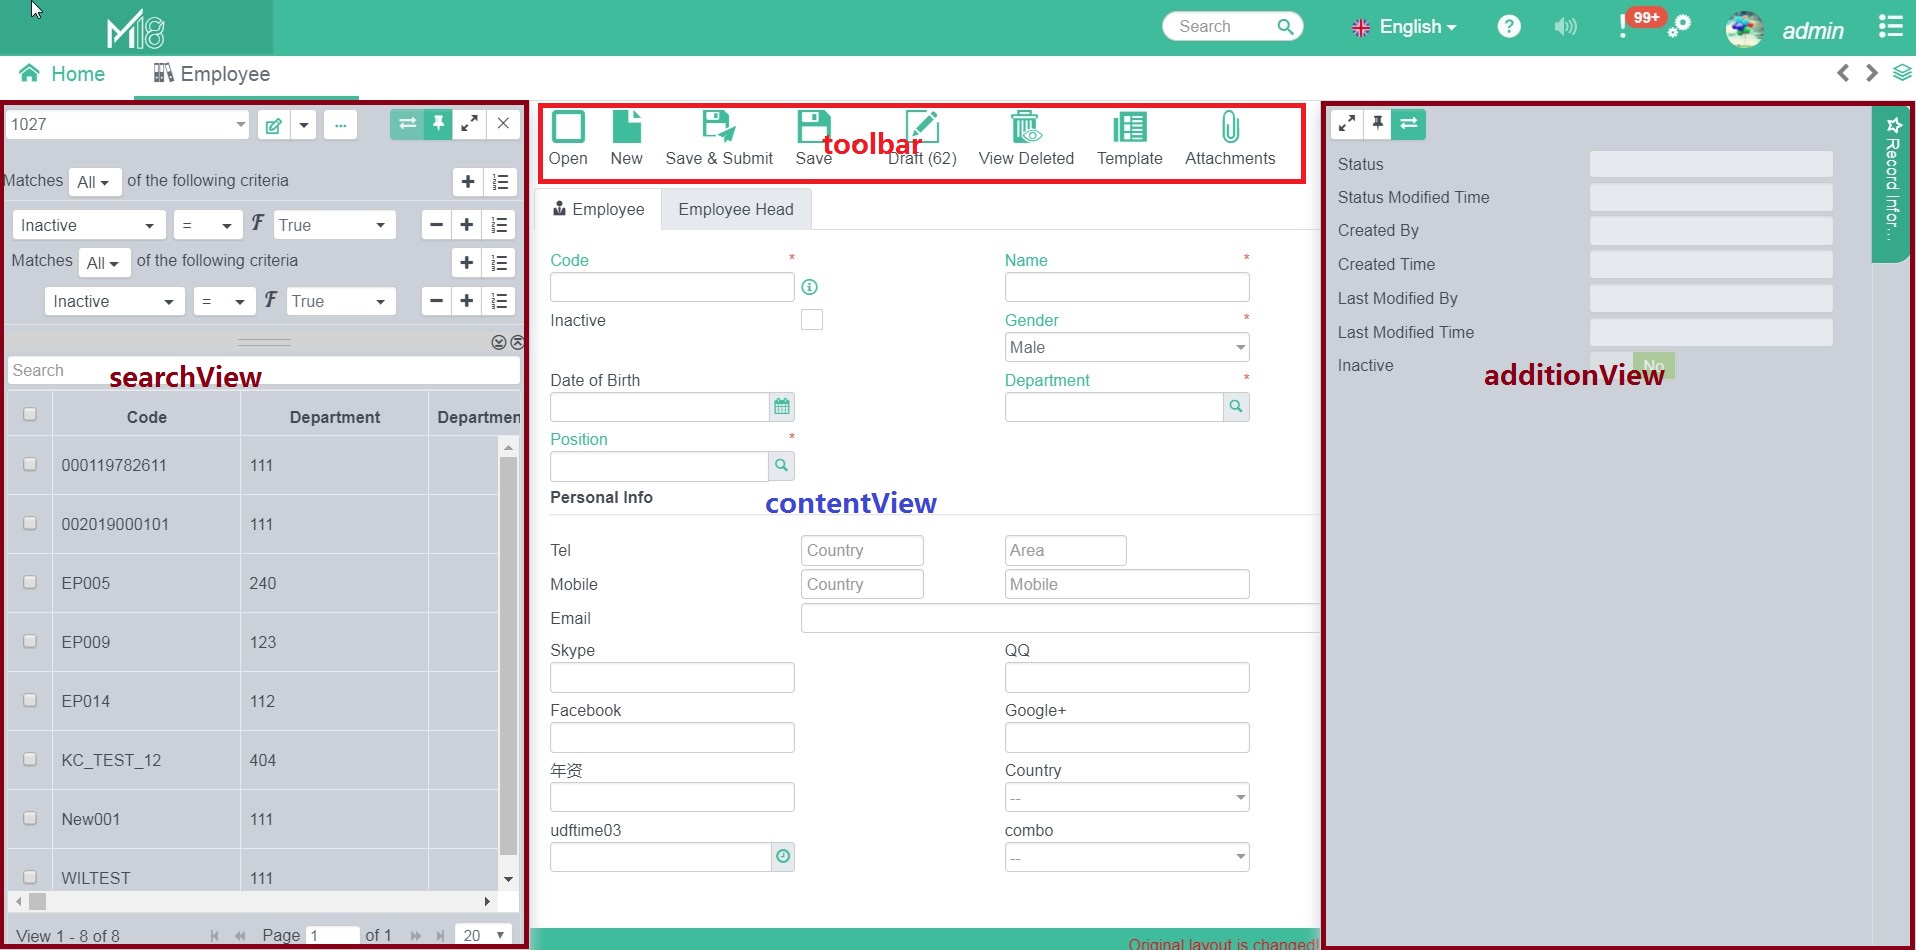 M18
Search
English
?
99+
admin
Home
Employee
1027
...
Matches All of the following criteria
Inactive = F True
Matches All of the following criteria
Inactive = F True
Search
searchView
Code Department Departmen
000119782611 111
002019000101 111
EP005 240
EP009 123
EP014 112
KC_TEST_12 404
New001 111
WILTEST 111
View 1 - 8 of 8 Page 1 of 1 20
Open New Save & Submit Save Draft (62) View Deleted Template Attachments
toolbar
Employee Employee Head
Code * Name *
Inactive Gender *
Male
Date of Birth Department *
Position *
Personal Info
contentView
Tel Country Area
Mobile Country Mobile
Email
Skype QQ
Facebook Google+
年资 Country
--
udftime03 combo
--
Original layout is changed!
Status
Status Modified Time
Created By
Created Time
Last Modified By
Last Modified Time
Inactive No
additionView
Record Infor...